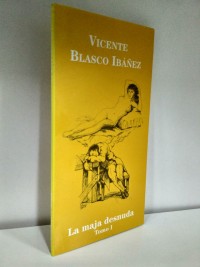 VICENTE
BLASCO IBÁÑEZ
La maja desnuda
Tomo 1